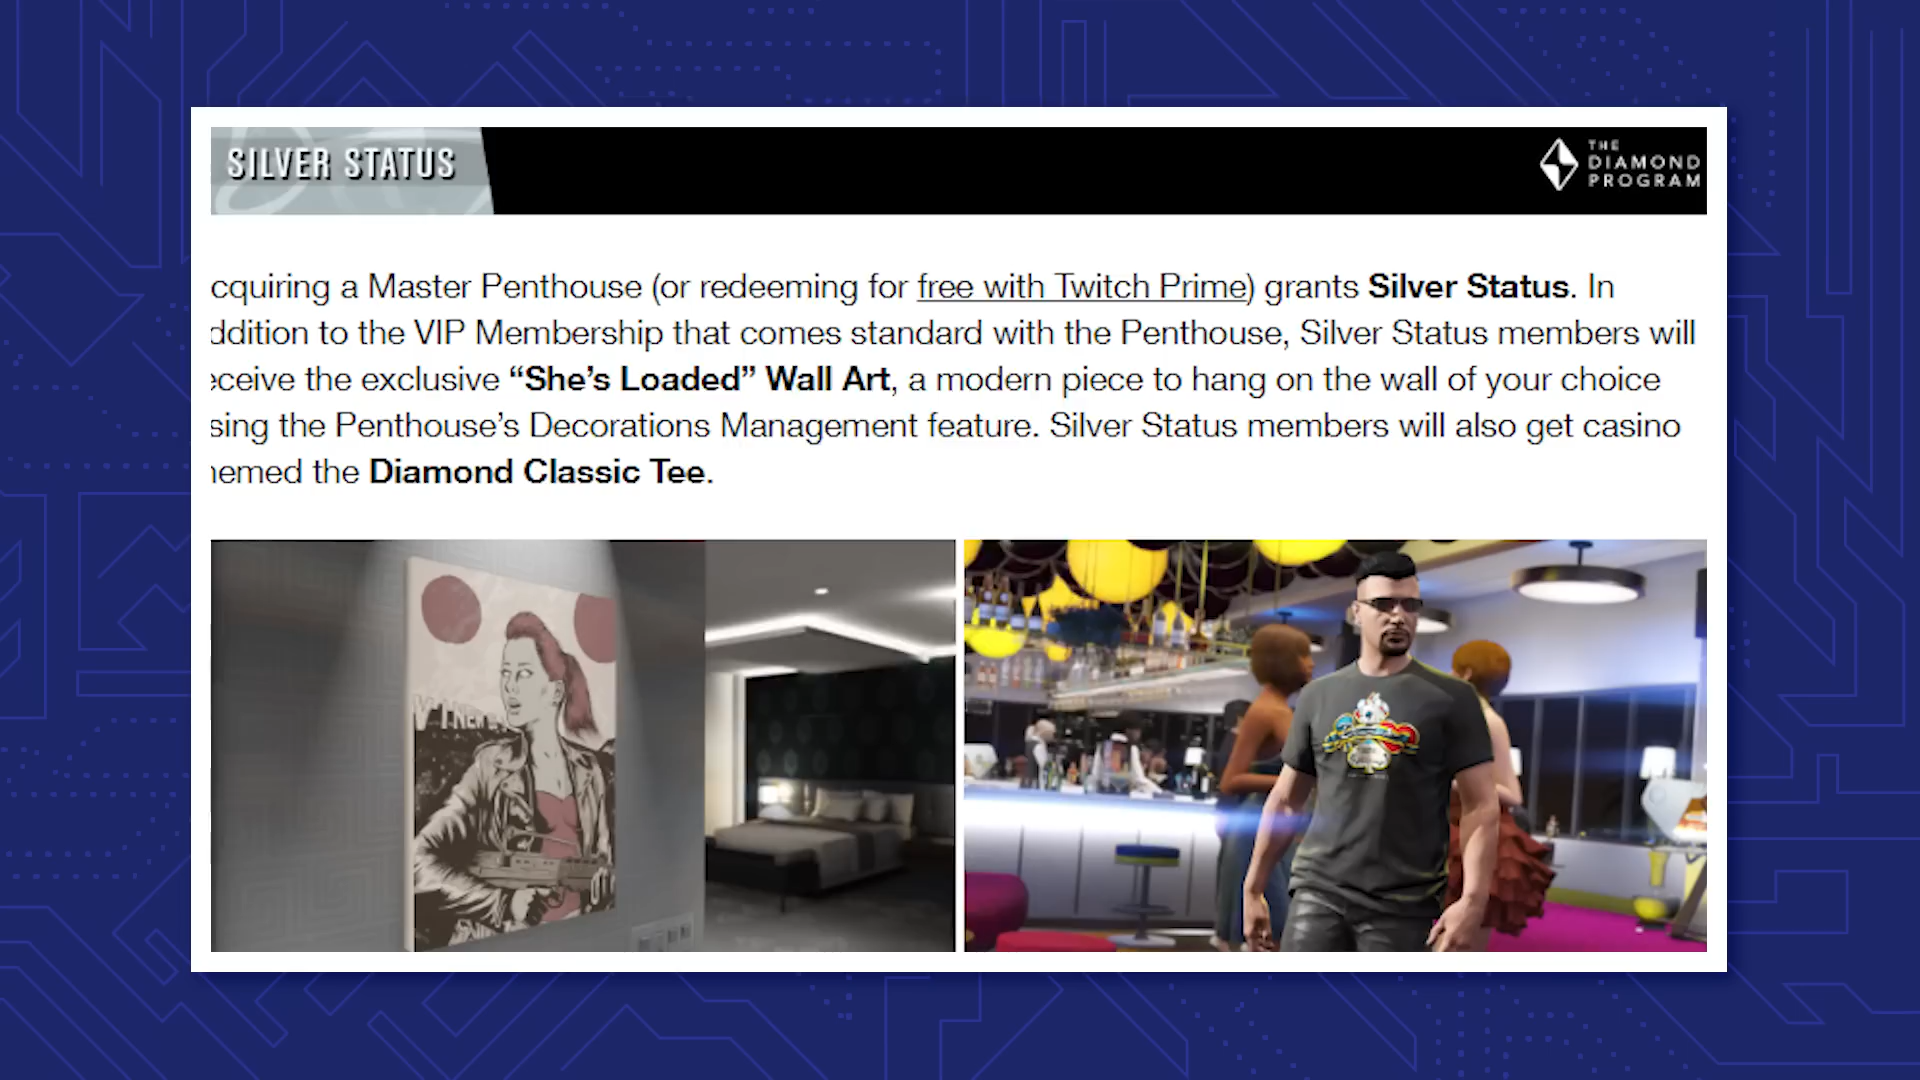 SILVER STATUS
THE
DIAMOND
PROGRAM
cquiring a Master Penthouse (or redeeming for free with Twitch Prime) grants Silver Status. In
ddition to the VIP Membership that comes standard with the Penthouse, Silver Status members will
eceive the exclusive “She’s Loaded” Wall Art, a modern piece to hang on the wall of your choice
sing the Penthouse’s Decorations Management feature. Silver Status members will also get casino
hemed the Diamond Classic Tee.